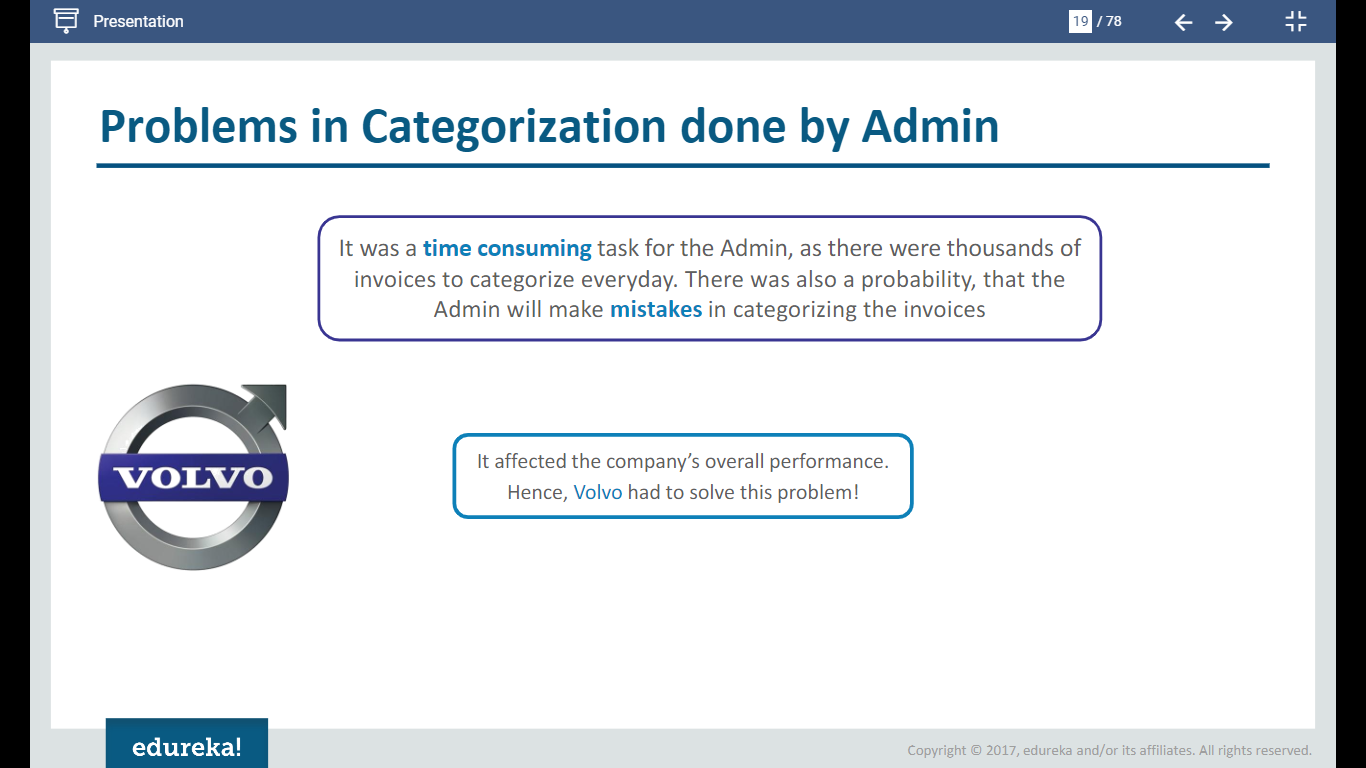 Presentation
19 / 78
Problems in Categorization done by Admin
It was a time consuming task for the Admin, as there were thousands of
invoices to categorize everyday. There was also a probability, that the
Admin will make mistakes in categorizing the invoices
VOLVO
It affected the company’s overall performance.
Hence, Volvo had to solve this problem!
edureka!
Copyright © 2017, edureka and/or its affiliates. All rights reserved.